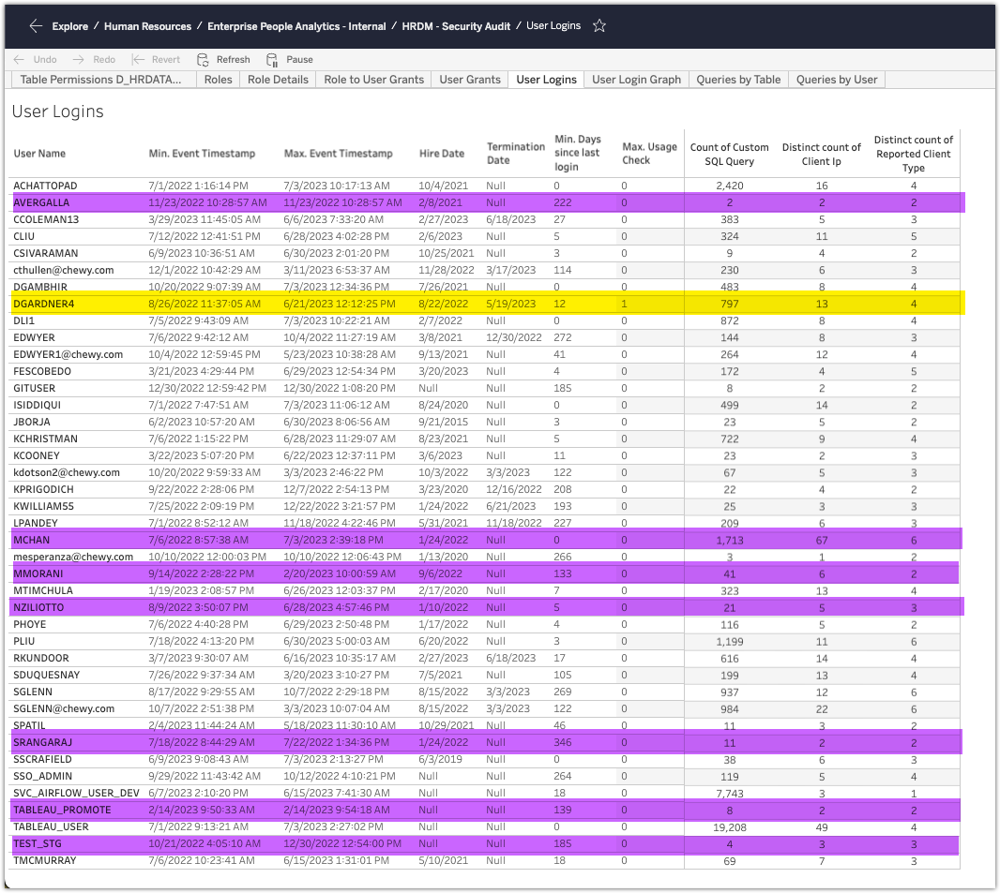 Explore / Human Resources / Enterprise People Analytics - Internal / HRDM - Security Audit / User Logins
Undo Redo Revert Refresh Pause
Table Permissions D_HRDATA... Roles Role Details Role to User Grants User Grants User Logins User Login Graph Queries by Table Queries by User
User Logins
User Name Min. Event Timestamp Max. Event Timestamp Hire Date Termination Date Min. Days since last login Max. Usage Check Count of Custom SQL Query Distinct count of Client Ip Distinct count of Reported Client Type
ACHATTOPAD 7/1/2022 1:16:14 PM 7/3/2023 10:17:13 AM 10/4/2021 Null 0 0 2,420 16 4
AVERGALLA 11/23/2022 10:28:57 AM 11/23/2022 10:28:57 AM 2/8/2021 Null 222 0 2 2 2
CCOLEMAN13 3/29/2023 11:45:05 AM 6/6/2023 7:33:20 AM 2/27/2023 6/18/2023 27 0 383 5 3
CLIU 7/12/2022 12:41:51 PM 6/28/2023 4:02:28 PM 2/6/2023 Null 5 0 324 11 5
CSIVARAMAN 6/9/2023 10:36:51 AM 6/30/2023 2:01:20 PM 10/25/2021 Null 3 0 9 4 2
cthullen@chewy.com 12/1/2022 10:42:29 AM 3/11/2023 6:53:37 AM 11/28/2022 3/17/2023 114 0 230 6 3
DGAMBHIR 10/20/2022 9:07:39 AM 7/3/2023 12:34:36 PM 7/26/2021 Null 0 0 483 8 4
DGARDNER4 8/26/2022 11:37:05 AM 6/21/2023 12:12:25 PM 8/22/2022 5/19/2023 12 1 797 13 4
DLI1 7/5/2022 9:43:09 AM 7/3/2023 10:22:21 AM 2/7/2022 Null 0 0 872 8 4
EDWYER 7/6/2022 9:42:12 AM 10/4/2022 11:27:19 AM 3/8/2021 12/30/2022 272 0 144 8 3
EDWYER1@chewy.com 10/4/2022 12:59:45 PM 5/23/2023 10:38:28 AM 9/13/2021 Null 41 0 264 12 4
FESCOBEDO 3/21/2023 4:29:44 PM 6/29/2023 12:54:34 PM 3/20/2023 Null 4 0 172 4 5
GITUSER 12/30/2022 12:59:42 PM 12/30/2022 1:08:20 PM Null Null 185 0 8 2 2
ISIDDIQUI 7/1/2022 7:47:51 AM 7/3/2023 11:06:12 AM 8/24/2020 Null 0 0 499 14 2
JBORJA 6/2/2023 10:57:20 AM 6/30/2023 8:06:56 AM 9/21/2015 Null 3 0 23 5 2
KCHRISTMAN 7/6/2022 1:15:22 PM 6/28/2023 11:29:07 AM 8/23/2021 Null 5 0 722 9 4
KCOONEY 3/22/2023 5:07:20 PM 6/22/2023 12:37:11 PM 3/6/2023 Null 11 0 23 2 3
kdotson2@chewy.com 10/20/2022 9:59:33 AM 3/3/2023 2:46:22 PM 10/3/2022 3/3/2023 122 0 67 5 3
KPRIGODICH 9/22/2022 2:28:06 PM 12/7/2022 2:54:13 PM 3/23/2020 12/16/2022 208 0 22 4 2
KWILLIAMS5 7/25/2022 2:09:19 PM 12/22/2022 3:21:57 PM 1/24/2022 6/21/2023 193 0 25 3 3
LPANDEY 7/1/2022 8:52:12 AM 11/18/2022 4:22:46 PM 5/31/2021 11/18/2022 227 0 209 6 3
MCHAN 7/6/2022 8:57:38 AM 7/3/2023 2:39:18 PM 1/24/2022 Null 0 0 1,713 67 6
mesperanza@chewy.com 10/10/2022 12:00:03 PM 10/10/2022 12:06:43 PM 1/13/2020 Null 266 0 3 1 2
MMORANI 9/14/2022 2:28:22 PM 2/20/2023 10:00:59 AM 9/6/2022 Null 133 0 41 6 2
MTIMCHULA 1/19/2023 2:08:57 PM 6/26/2023 12:03:37 PM 2/17/2020 Null 7 0 323 13 4
NZILIOTTO 8/9/2022 3:50:07 PM 6/28/2023 4:57:46 PM 1/10/2022 Null 5 0 21 5 3
PHOYE 7/6/2022 4:40:28 PM 6/29/2023 2:50:48 PM 1/17/2022 Null 4 0 116 5 2
PLIU 7/18/2022 4:13:20 PM 6/30/2023 5:00:03 AM 6/20/2022 Null 3 0 1,199 11 6
RKUNDOOR 3/7/2023 9:30:07 AM 6/16/2023 10:35:17 AM 2/27/2023 6/18/2023 17 0 616 14 4
SDUQUESNAY 7/26/2022 9:37:34 AM 3/20/2023 3:10:27 PM 7/5/2021 Null 105 0 199 13 4
SGLENN 8/17/2022 9:29:55 AM 10/7/2022 2:29:18 PM 8/15/2022 3/3/2023 269 0 937 12 6
SGLENN@chewy.com 10/7/2022 2:51:38 PM 3/3/2023 10:07:04 AM 8/15/2022 3/3/2023 122 0 984 22 6
SPATIL 2/4/2023 11:44:24 AM 5/18/2023 11:30:10 AM 10/29/2021 Null 46 0 11 3 2
SRANGARAJ 7/18/2022 8:44:29 AM 7/22/2022 1:34:36 PM 1/24/2022 Null 346 0 11 2 2
SSCRAFIELD 6/9/2023 9:08:43 AM 7/3/2023 2:13:27 PM 6/3/2019 Null 0 0 38 6 3
SSO_ADMIN 9/29/2022 11:43:42 AM 10/12/2022 4:10:21 PM Null Null 264 0 119 5 4
SVC_AIRFLOW_USER_DEV 6/7/2023 2:10:20 PM 6/15/2023 7:41:30 AM Null Null 18 0 7,743 3 1
TABLEAU_PROMOTE 2/14/2023 9:50:33 AM 2/14/2023 9:54:18 AM Null Null 139 0 8 2 2
TABLEAU_USER 7/1/2022 9:13:21 AM 7/3/2023 2:27:02 PM Null Null 0 0 19,208 49 4
TEST_STG 10/21/2022 4:05:10 AM 12/30/2022 12:54:00 PM Null Null 185 0 4 3 3
TMCMURRAY 7/6/2022 10:23:41 AM 6/15/2023 1:31:01 PM 5/10/2021 Null 18 0 69 7 3